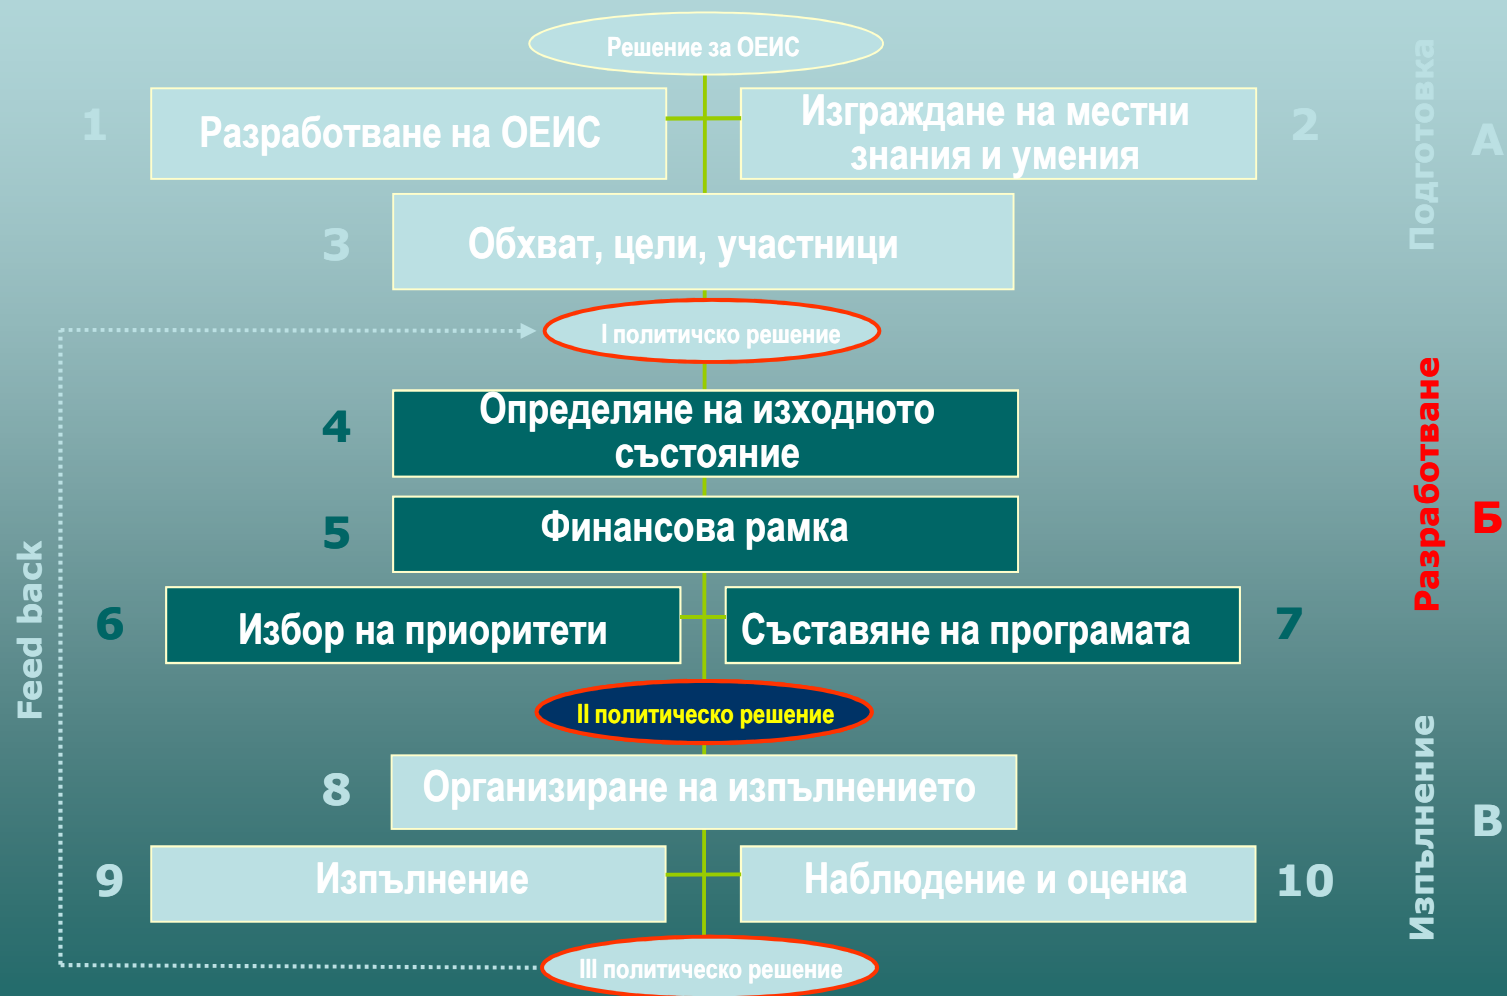 Решение за ОЕИС
1
Разработване на ОЕИС
Изграждане на местни
знания и умения
2
Подготовка
А
3
Обхват, цели, участници
I политичско решение
4
Определяне на изходното
състояние
5
Финансова рамка
Разработване
Б
6
Избор на приоритети
Съставяне на програмата
7
Feed back
II политическо решение
8
Организиране на изпълнението
Изпълнение
В
9
Изпълнение
Наблюдение и оценка
10
III политическо решение